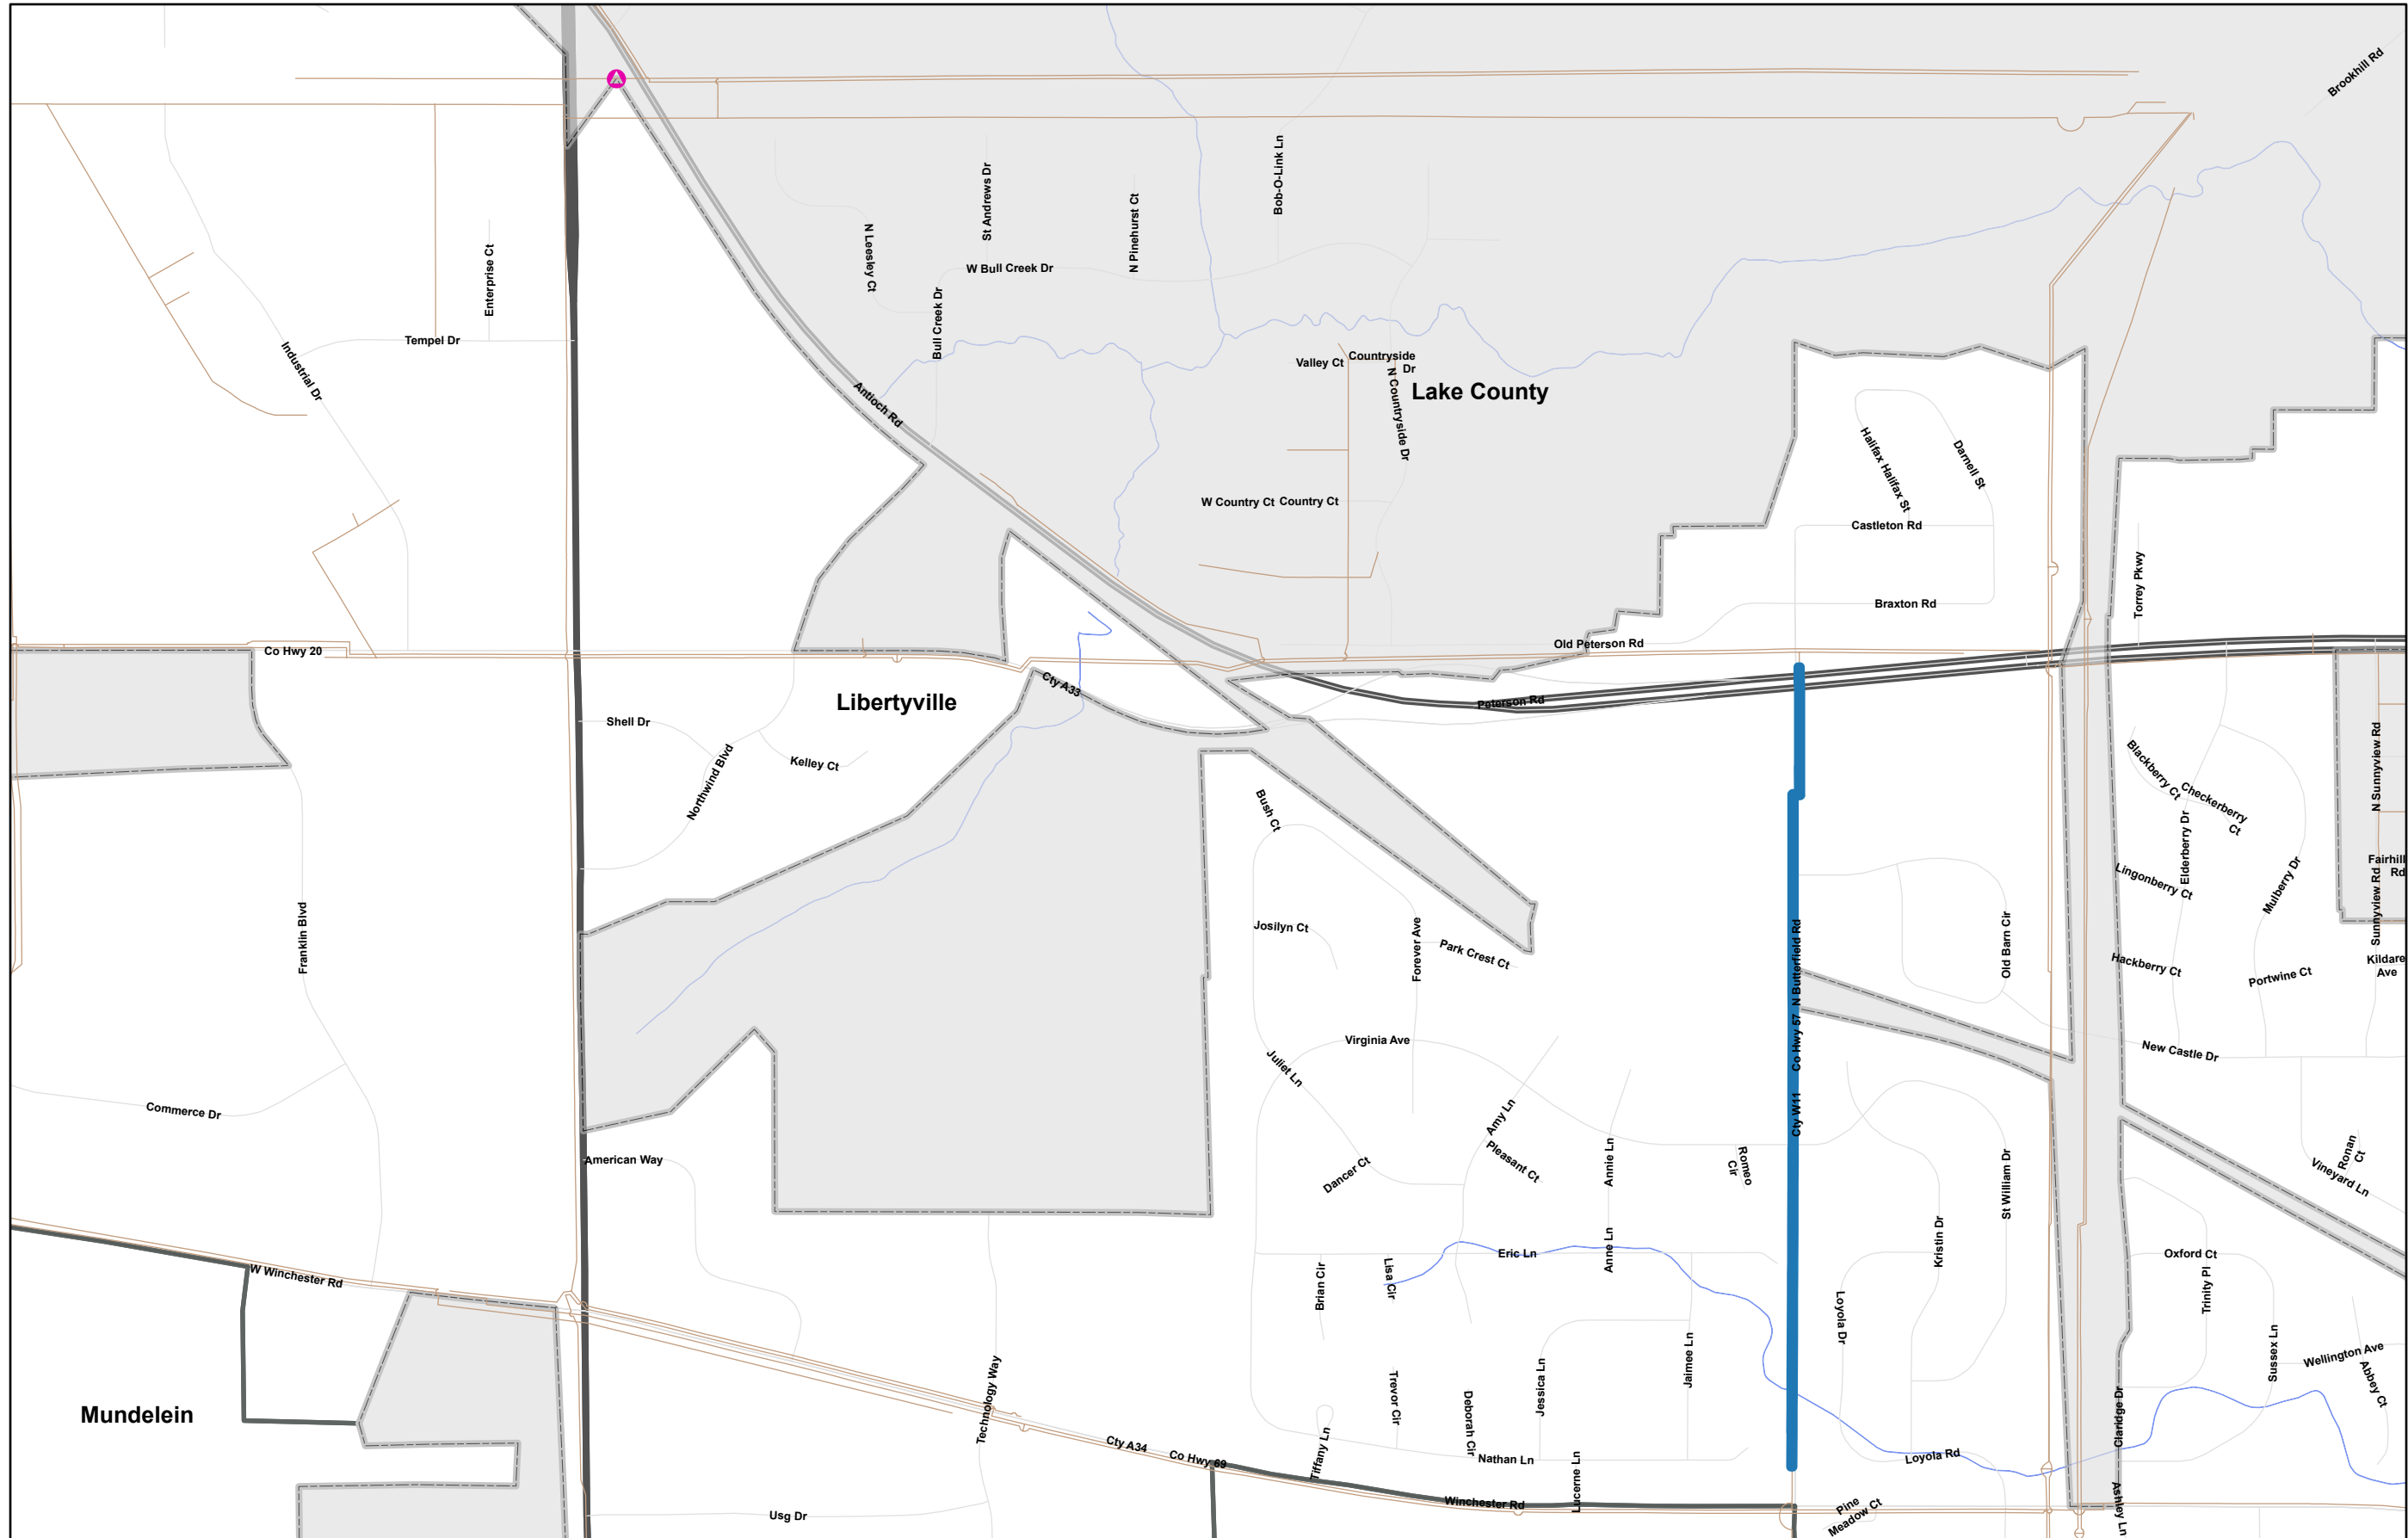 Brookhill Rd
Bob-O-Link Ln
St Andrews Dr
N Pinehurst Ct
N Leesley Ct
Enterprise Ct
W Bull Creek Dr
Bull Creek Dr
Tempel Dr
Industrial Dr
Valley Ct
Countryside
Dr
N Countryside Dr
Lake County
Antioch Rd
Halifax Halifax St
Darnell St
W Country Ct
Country Ct
Castleton Rd
Torrey Pkwy
Braxton Rd
Co Hwy 20
Old Peterson Rd
Cty A33
Libertyville
Peterson Rd
Shell Dr
Northwind Blvd
Kelley Ct
Bush Ct
Blackberry Ct
Checkerberry
Ct
N Sunnyview Rd
Elderberry Dr
Lingonberry Ct
Mulberry Dr
Fairhill
Rd
Sunnyview Rd
Franklin Blvd
Josilyn Ct
Forever Ave
Park Crest Ct
N Butterfield Rd
Old Barn Cir
Hackberry Ct
Portwine Ct
Kildare
Ave
Co Hwy 57
Virginia Ave
Juliet Ln
New Castle Dr
Commerce Dr
Cty W11
Amy Ln
Pleasant Ct
Annie Ln
Romeo
Cir
Ronan
Ct
Vineyard Ln
American Way
Dancer Ct
St William Dr
Kristin Dr
Eric Ln
Anne Ln
Oxford Ct
Trinity Pl
W Winchester Rd
Brian Cir
Lisa Cir
Loyola Dr
Sussex Ln
Wellington Ave
Abbey Ct
Jaimee Ln
Jessica Ln
Trevor Cir
Deborah Cir
Technology Way
Mundelein
Claridge Dr
Cty A34
Co Hwy 69
Tiffany Ln
Nathan Ln
Lucerne Ln
Loyola Rd
Winchester Rd
Usg Dr
Pine
Meadow Ct
Ashley Ln